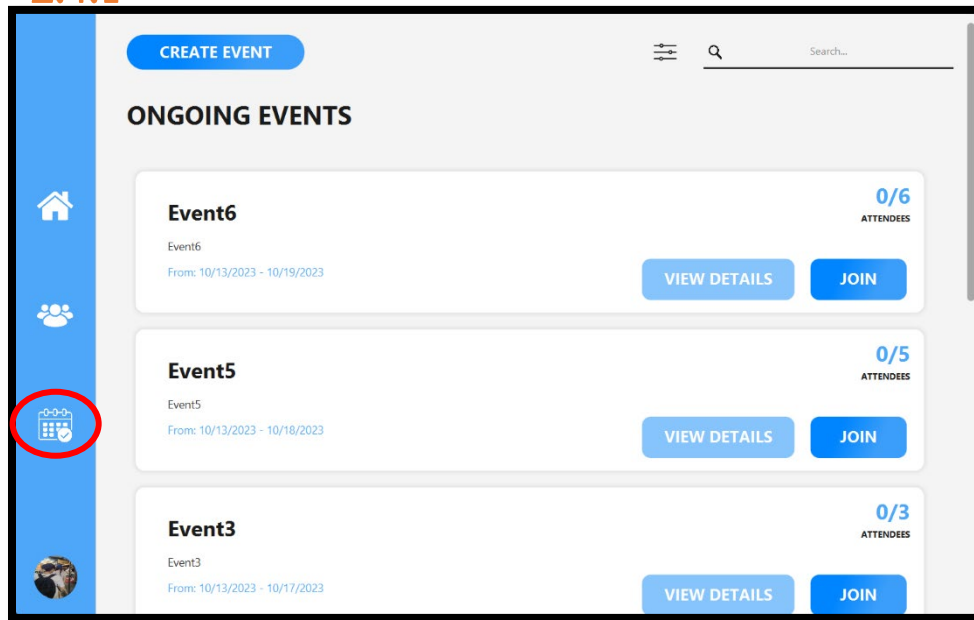 CREATE EVENT
Search...
ONGOING EVENTS
Event6
0/6
ATTENDEES
Event6
From: 10/13/2023 - 10/19/2023
VIEW DETAILS
JOIN
Event5
0/5
ATTENDEES
Event5
From: 10/13/2023 - 10/18/2023
VIEW DETAILS
JOIN
Event3
0/3
ATTENDEES
Event3
From: 10/13/2023 - 10/17/2023
VIEW DETAILS
JOIN